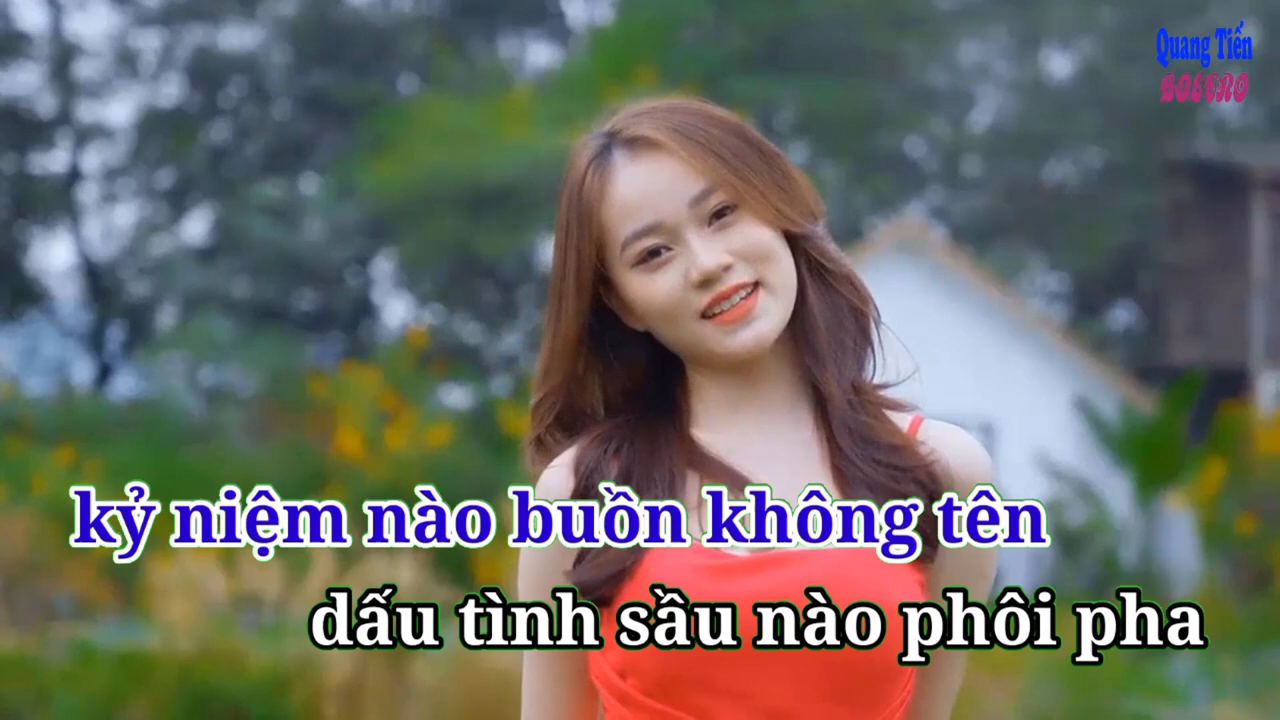 Quang Tiến
BOLERO
kỷ niệm nào buồn không tên
dấu tình sầu nào phôi pha